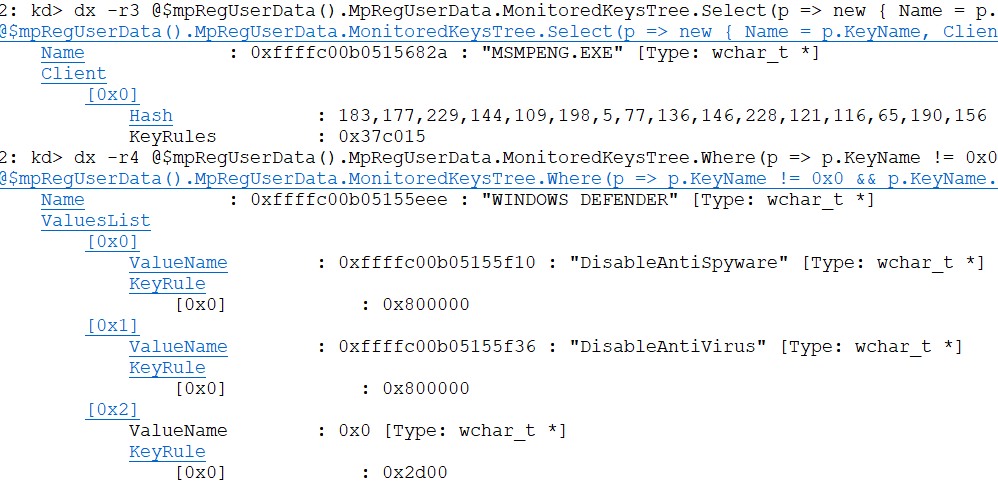 2: kd> dx -r3 @$mpRegUserData().MpRegUserData.MonitoredKeysTree.Select(p => new { Name = p.
@$mpRegUserData().MpRegUserData.MonitoredKeysTree.Select(p => new { Name = p.KeyName, Clien
Name : 0xffffc00b0515682a : "MSMPENG.EXE" [Type: wchar_t *]
Client
[0x0]
Hash : 183,177,229,144,109,198,5,77,136,146,228,121,116,65,190,156
KeyRules : 0x37c015
2: kd> dx -r4 @$mpRegUserData().MpRegUserData.MonitoredKeysTree.Where(p => p.KeyName != 0x0
@$mpRegUserData().MpRegUserData.MonitoredKeysTree.Where(p => p.KeyName != 0x0 && p.KeyName.
Name : 0xffffc00b05155eee : "WINDOWS DEFENDER" [Type: wchar_t *]
ValuesList
[0x0]
ValueName : 0xffffc00b05155f10 : "DisableAntiSpyware" [Type: wchar_t *]
KeyRule
[0x0] : 0x800000
[0x1]
ValueName : 0xffffc00b05155f36 : "DisableAntiVirus" [Type: wchar_t *]
KeyRule
[0x0] : 0x800000
[0x2]
ValueName : 0x0 [Type: wchar_t *]
KeyRule
[0x0] : 0x2d00